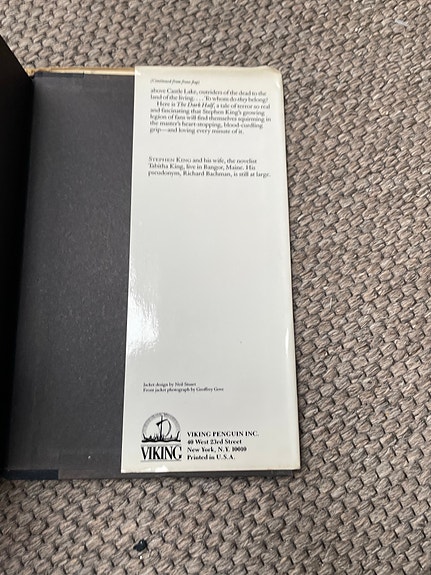 (Continued from front flap)
above Castle Lake, outriders of the dead to the
land of the living. . . . To whom do they belong?
Here is The Dark Half, a tale of terror so real
and fascinating that Stephen King's growing
legion of fans will find themselves squirming in
the master's heart-stopping, blood-curdling
grip—and loving every minute of it.
STEPHEN KING and his wife, the novelist
Tabitha King, live in Bangor, Maine. His
pseudonym, Richard Bachman, is still at large.
Jacket design by Neil Stuart
Front jacket photograph by Geoffrey Gove
VIKING
VIKING PENGUIN INC.
40 West 23rd Street
New York, N.Y. 10010
Printed in U.S.A.